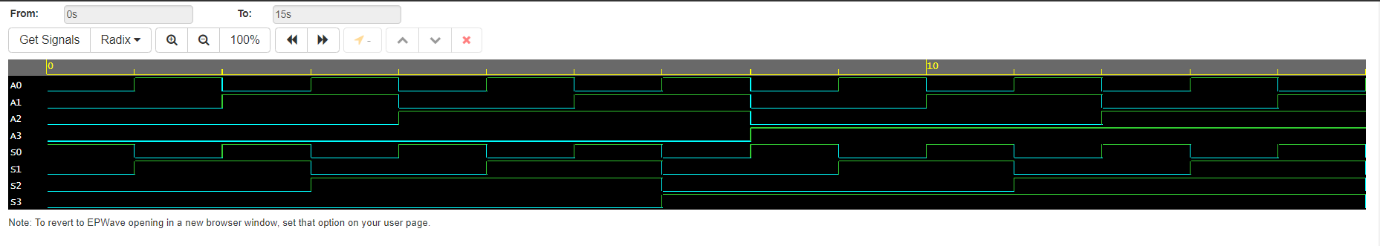 From: 0s To: 15s
Get Signals Radix 100% -
0 10
A0
A1
A2
A3
S0
S1
S2
S3
Note: To revert to EPWave opening in a new browser window, set that option on your user page.